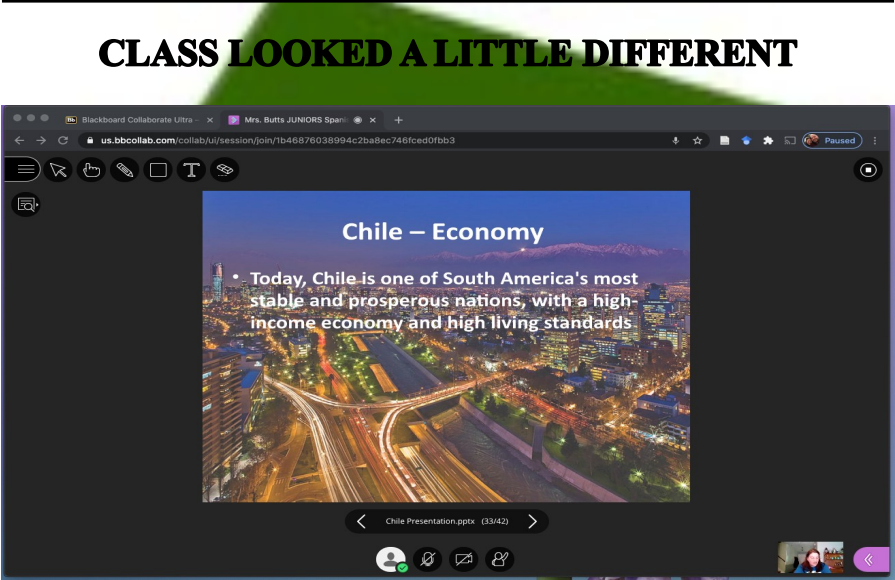 CLASS LOOKED A LITTLE DIFFERENT
Bb Blackboard Collaborate Ultra – × Mrs. Butts JUNIORS Spani × +
us.bbcollab.com/collab/ui/session/join/1b46876038994c2ba8ec746fced0fbb3 Paused
T
Chile – Economy
• Today, Chile is one of South America's most
stable and prosperous nations, with a high-
income economy and high living standards
Chile Presentation.pptx (33/42)